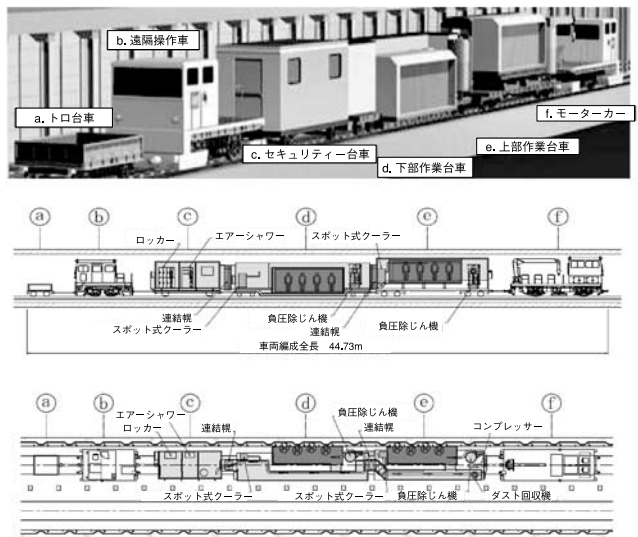 b. 遠隔操作車
a. トロ台車
f. モーターカー
e. 上部作業台車
c. セキュリティー台車
d. 下部作業台車
a b c d e f
ロッカー
エアーシャワー
スポット式クーラー
連結幌
スポット式クーラー
負圧除じん機
連結幌
負圧除じん機
車両編成全長 44.73m
a b c d e f
エアーシャワー
ロッカー
連結幌
負圧除じん機
連結幌
コンプレッサー
スポット式クーラー
スポット式クーラー
負圧除じん機
ダスト回収機